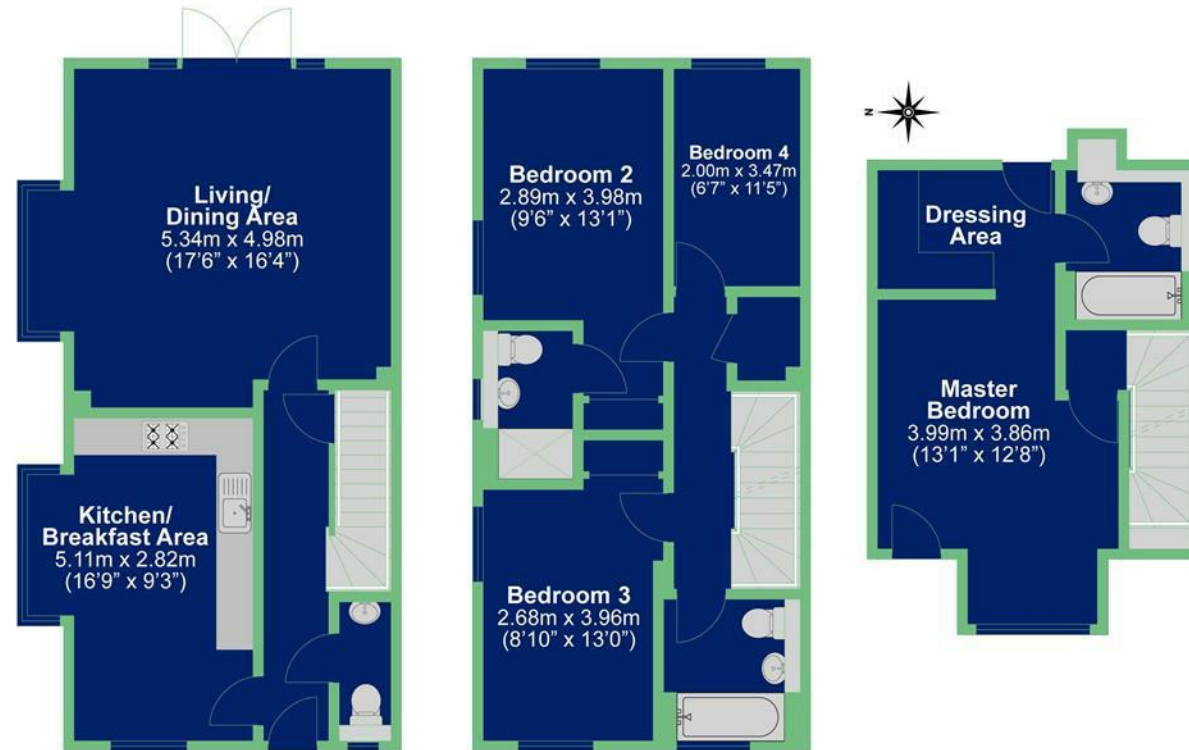 Living/
Dining Area
5.34m x 4.98m
(17'6" x 16'4")
Kitchen/
Breakfast Area
5.11m x 2.82m
(16'9" x 9'3")
Bedroom 2
2.89m x 3.98m
(9'6" x 13'1")
Bedroom 4
2.00m x 3.47m
(6'7" x 11'5")
Bedroom 3
2.68m x 3.96m
(8'10" x 13'0")
N
Dressing
Area
Master
Bedroom
3.99m x 3.86m
(13'1" x 12'8")